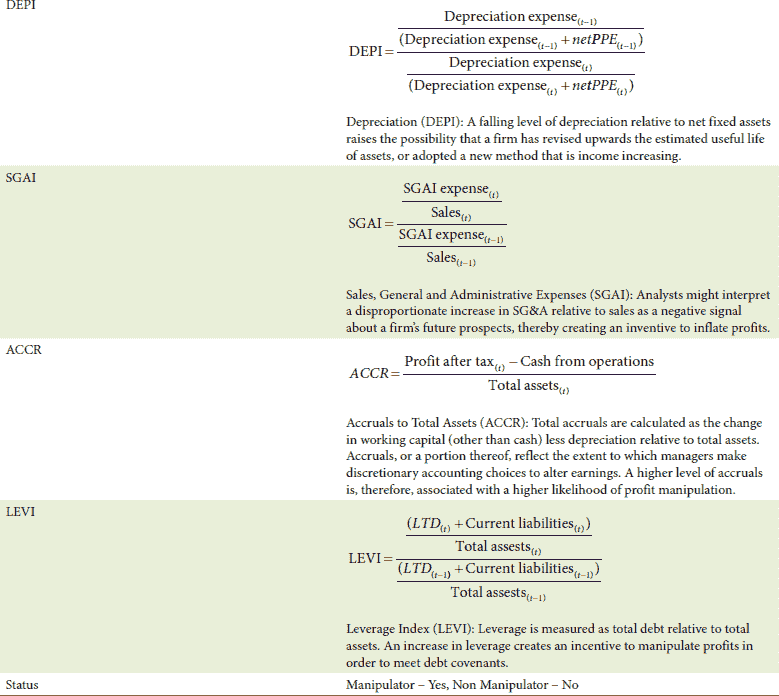 DEPI
Depreciation expense(t−1)
(Depreciation expense(t−1) + netPPE(t−1))
DEPI =
Depreciation expense(t)
(Depreciation expense(t) + netPPE(t))
Depreciation (DEPI): A falling level of depreciation relative to net fixed assets
raises the possibility that a firm has revised upwards the estimated useful life
of assets, or adopted a new method that is income increasing.
SGAI
SGAI expense(t)
Sales(t)
SGAI =
SGAI expense(t−1)
Sales(t−1)
Sales, General and Administrative Expenses (SGAI): Analysts might interpret
a disproportionate increase in SG&A relative to sales as a negative signal
about a firm's future prospects, thereby creating an inventive to inflate profits.
ACCR
Profit after tax(t) − Cash from operations
ACCR =
Total assets(t)
Accruals to Total Assets (ACCR): Total accruals are calculated as the change
in working capital (other than cash) less depreciation relative to total assets.
Accruals, or a portion thereof, reflect the extent to which managers make
discretionary accounting choices to alter earnings. A higher level of accruals
is, therefore, associated with a higher likelihood of profit manipulation.
LEVI
(LTD(t) + Current liabilities(t))
Total assests(t)
LEVI =
(LTD(t−1) + Current liabilities(t−1))
Total assests(t−1)
Leverage Index (LEVI): Leverage is measured as total debt relative to total
assets. An increase in leverage creates an incentive to manipulate profits in
order to meet debt covenants.
Status
Manipulator – Yes, Non Manipulator – No